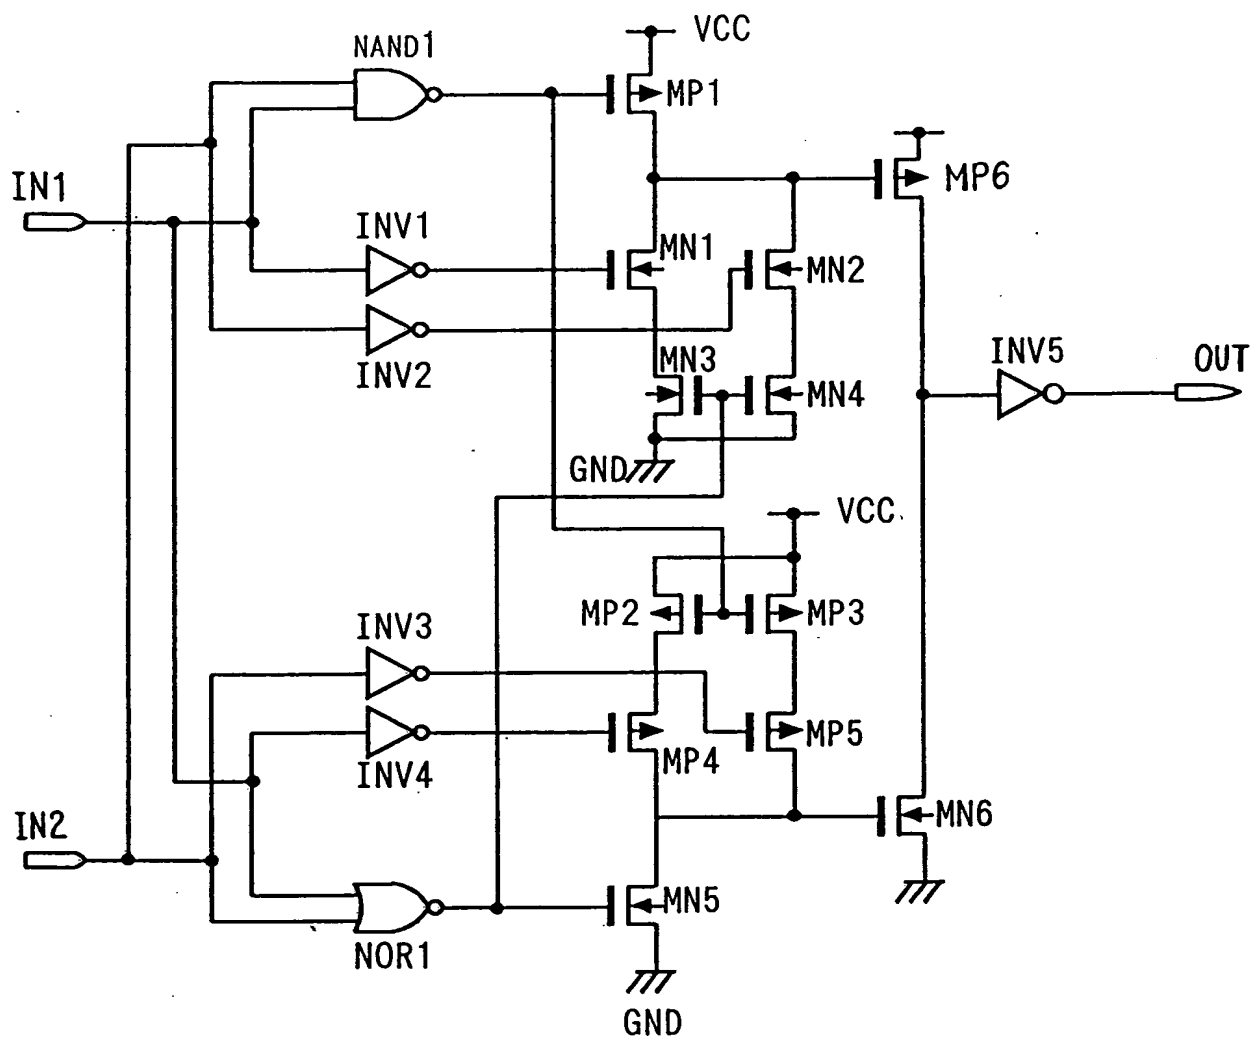 NAND1
VCC
MP1
MP6
IN1
INV1
MN1
MN2
INV2
MN3
MN4
INV5
OUT
GND
VCC
MP2
MP3
INV3
INV4
MP4
MP5
IN2
MN6
MN5
NOR1
GND